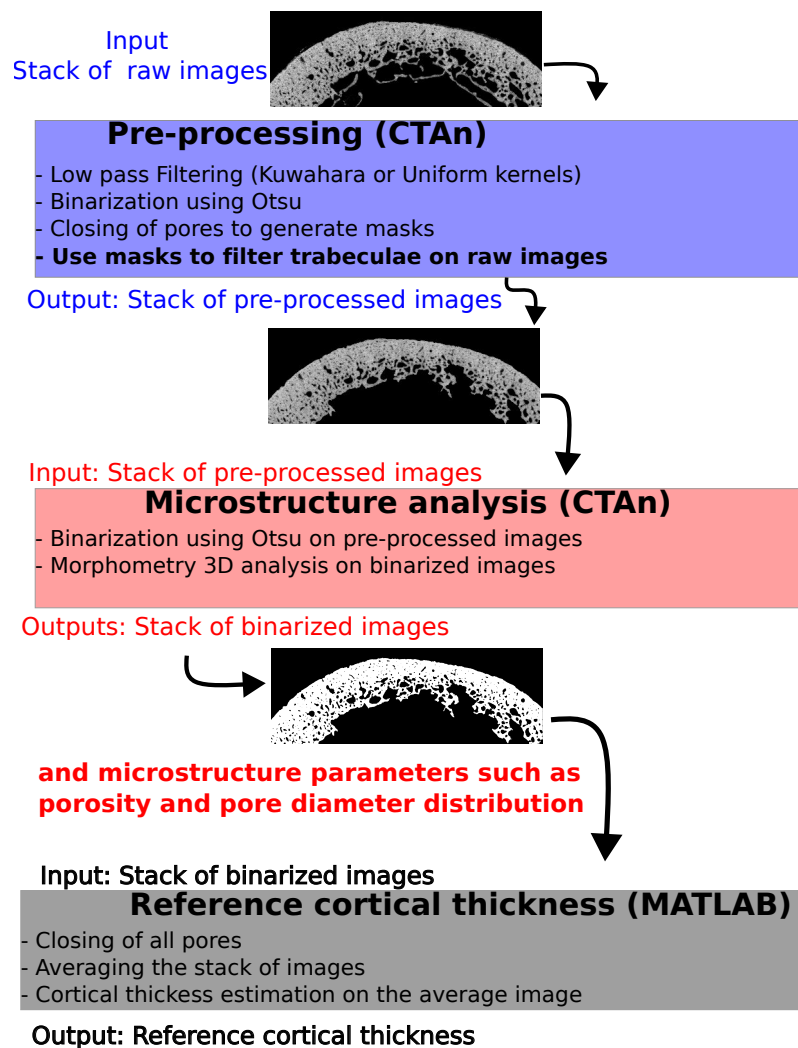 Input
Stack of  raw images
Pre-processing (CTAn)
- Low pass Filtering (Kuwahara or Uniform kernels)
- Binarization using Otsu
- Closing of pores to generate masks
- Use masks to filter trabeculae on raw images
Output: Stack of pre-processed images
Input: Stack of pre-processed images
Microstructure analysis (CTAn)
- Binarization using Otsu on pre-processed images
- Morphometry 3D analysis on binarized images
Outputs: Stack of binarized images
and microstructure parameters such as
porosity and pore diameter distribution
Input: Stack of binarized images
Reference cortical thickness (MATLAB)
- Closing of all pores
- Averaging the stack of images
- Cortical thickess estimation on the average image
Output: Reference cortical thickness